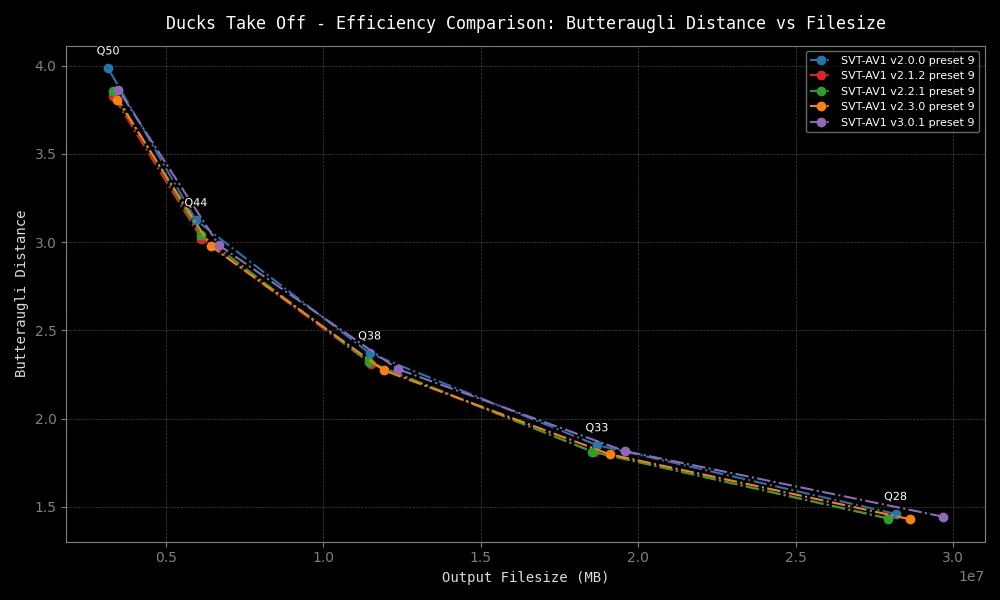 Ducks Take Off - Efficiency Comparison: Butteraugli Distance vs Filesize
Q50
SVT-AV1 v2.0.0 preset 9
SVT-AV1 v2.1.2 preset 9
SVT-AV1 v2.2.1 preset 9
SVT-AV1 v2.3.0 preset 9
SVT-AV1 v3.0.1 preset 9
4.0
3.5
Q44
3.0
Butteraugli Distance
2.5
Q38
2.0
Q33
1.5
Q28
0.5
1.0
1.5
2.0
2.5
3.0
1e7
Output Filesize (MB)